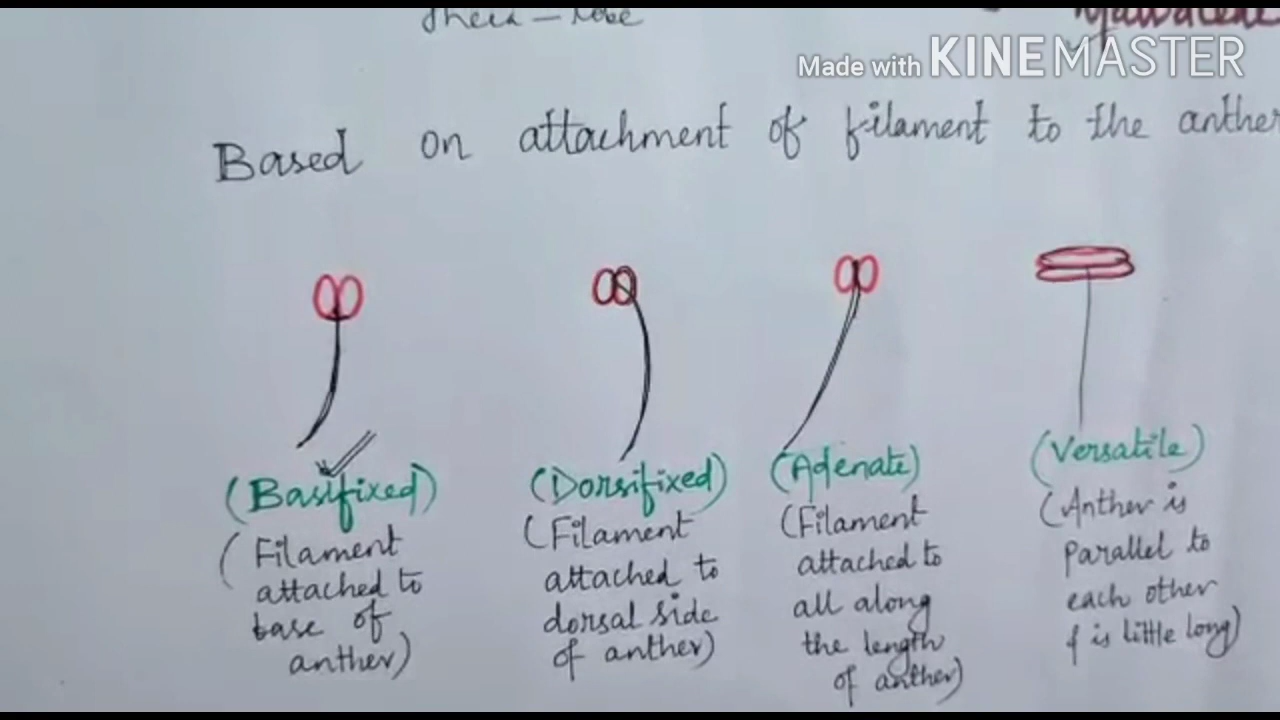 Theca - lobe
Made with KINEMASTER
Based on attachment of filament to the anther
(Basifixed)
(Filament
attached to
base of
anther)
(Dorsifixed)
(Filament
attached to
dorsal side
of anther)
(Adenate)
(Filament
attached to
all along
the length
of anther)
(Versatile)
(Anther is
parallel to
each other
& is little long)